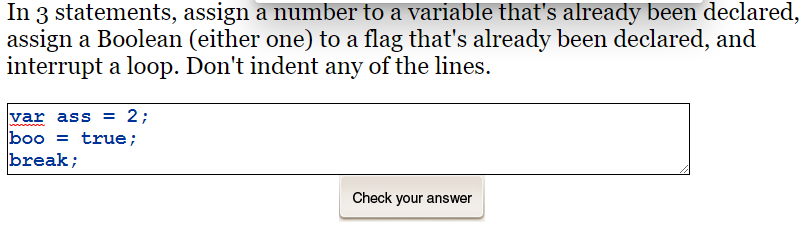 In 3 statements, assign a number to a variable that's already been declared,
assign a Boolean (either one) to a flag that's already been declared, and
interrupt a loop. Don't indent any of the lines.
var ass = 2;
boo = true;
break;
Check your answer